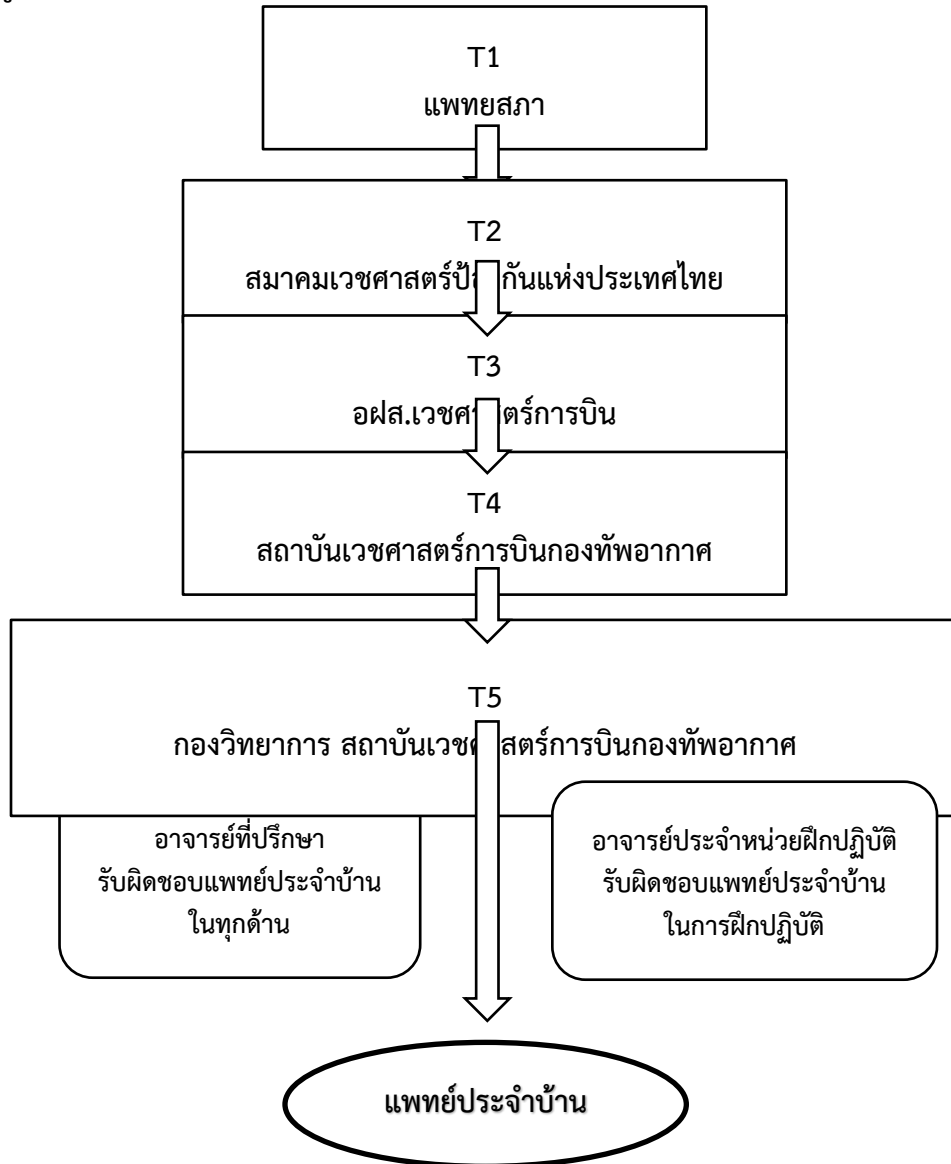 T1
แพทยสภา
T2
สมาคมเวชศาสตร์ป้องกันแห่งประเทศไทย
T3
อฝส.เวชศาสตร์การบิน
T4
สถาบันเวชศาสตร์การบินกองทัพอากาศ
T5
กองวิทยาการ สถาบันเวชศาสตร์การบินกองทัพอากาศ
อาจารย์ที่ปรึกษา
รับผิดชอบแพทย์ประจำบ้าน
ในทุกด้าน
อาจารย์ประจำหน่วยฝึกปฏิบัติ
รับผิดชอบแพทย์ประจำบ้าน
ในการฝึกปฏิบัติ
แพทย์ประจำบ้าน